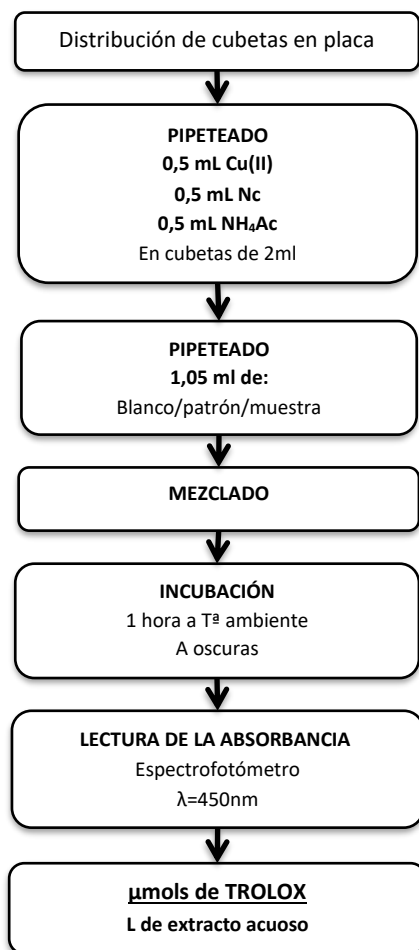 Distribución de cubetas en placa
PIPETEADO
0,5 mL Cu(II)
0,5 mL Nc
0,5 mL NH₄Ac
En cubetas de 2ml
PIPETEADO
1,05 ml de:
Blanco/patrón/muestra
MEZCLADO
INCUBACIÓN
1 hora a Tª ambiente
A oscuras
LECTURA DE LA ABSORBANCIA
Espectrofotómetro
λ=450nm
µmols de TROLOX
L de extracto acuoso